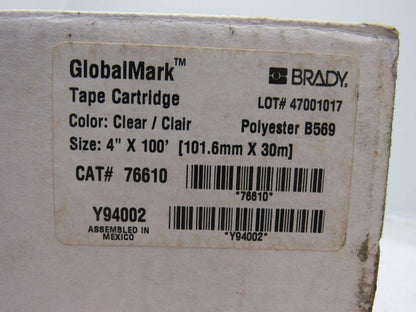 GlobalMark™ BRADY.
Tape Cartridge LOT# 47001017
Color: Clear / Clair Polyester B569
Size: 4" X 100' [101.6mm X 30m]
CAT# 76610
*76610*
Y94002
ASSEMBLED IN
MEXICO
*Y94002*